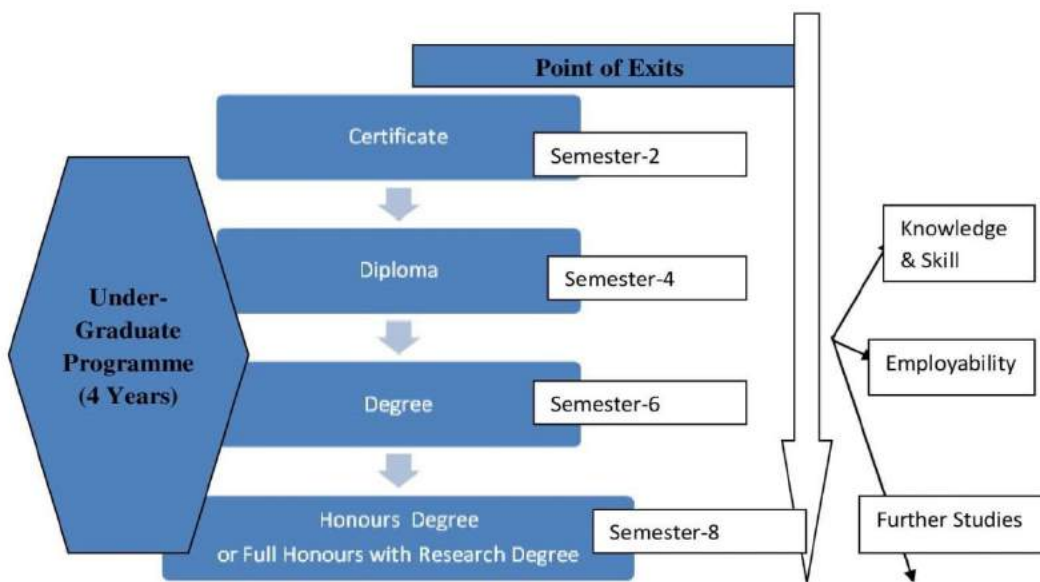 Point of Exits
Certificate
Semester-2
Diploma
Semester-4
Degree
Semester-6
Honours Degree
or Full Honours with Research Degree
Semester-8
Under-
Graduate
Programme
(4 Years)
Knowledge
& Skill
Employability
Further Studies